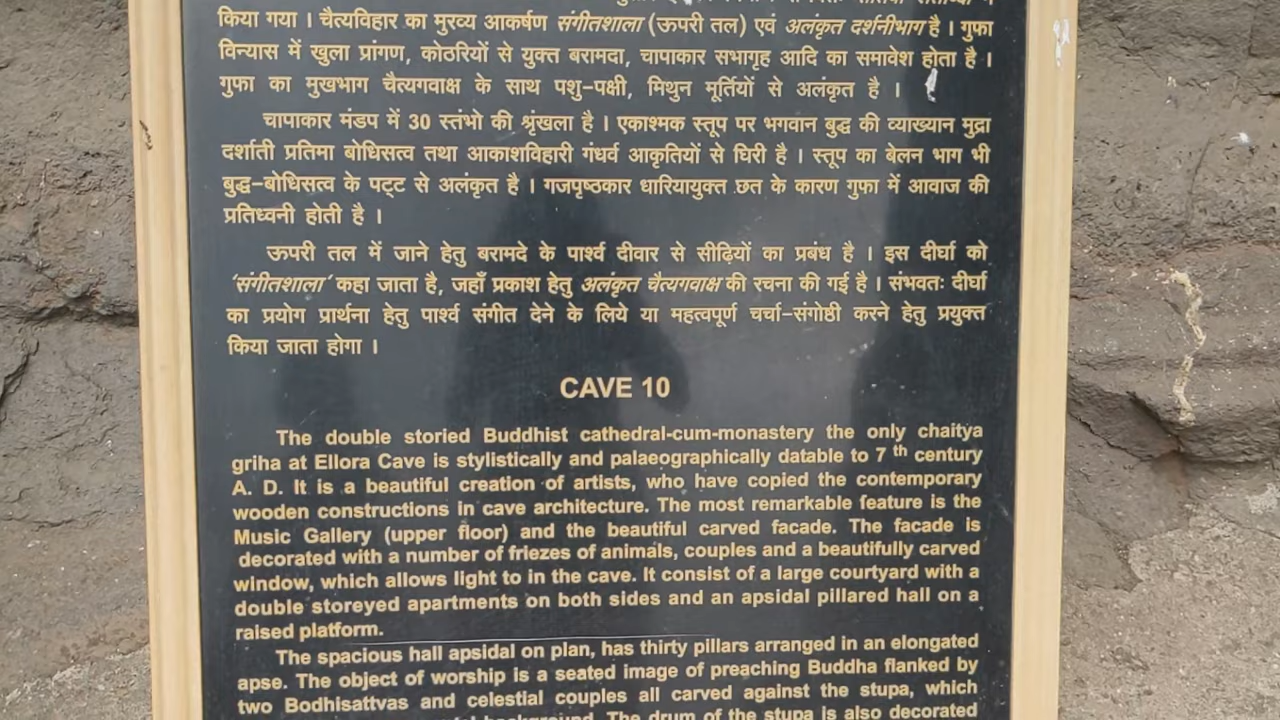 किया गया । चैत्यविहार का मुरव्य आकर्षण संगीतशाला (ऊपरी तल) एवं अलंकृत दर्शनीभाग है । गुफा
विन्यास में खुला प्रांगण, कोठरियों से युक्त बरामदा, चापाकार सभागृह आदि का समावेश होता है ।
गुफा का मुखभाग चैत्यगवाक्ष के साथ पशु-पक्षी, मिथुन मूर्तियों से अलंकृत है ।
चापाकार मंडप में 30 स्तंभो की श्रृंखला है । एकाश्मक स्तूप पर भगवान बुद्ध की व्याख्यान मुद्रा
दर्शाती प्रतिमा बोधिसत्व तथा आकाशविहारी गंधर्व आकृतियों से घिरी है । स्तूप का बेलन भाग भी
बुद्ध-बोधिसत्व के पट्ट से अलंकृत है । गजपृष्ठकार धारियायुक्त छत के कारण गुफा में आवाज की
प्रतिध्वनी होती है ।
ऊपरी तल में जाने हेतु बरामदे के पार्श्व दीवार से सीढ़ियों का प्रबंध है । इस दीर्घा को
'संगीतशाला' कहा जाता है, जहाँ प्रकाश हेतु अलंकृत चैत्यगवाक्ष की रचना की गई है । संभवतः दीर्घा
का प्रयोग प्रार्थना हेतु पार्श्व संगीत देने के लिये या महत्वपूर्ण चर्चा-संगोष्ठी करने हेतु प्रयुक्त
किया जाता होगा ।
CAVE 10
The double storied Buddhist cathedral-cum-monastery the only chaitya
griha at Ellora Cave is stylistically and palaeographically datable to 7 th century
A. D. It is a beautiful creation of artists, who have copied the contemporary
wooden constructions in cave architecture. The most remarkable feature is the
Music Gallery (upper floor) and the beautiful carved facade. The facade is
decorated with a number of friezes of animals, couples and a beautifully carved
window, which allows light to in the cave. It consist of a large courtyard with a
double storeyed apartments on both sides and an apsidal pillared hall on a
raised platform.
The spacious hall apsidal on plan, has thirty pillars arranged in an elongated
apse. The object of worship is a seated image of preaching Buddha flanked by
two Bodhisattvas and celestial couples all carved against the stupa, which
background. The drum of the stupa is also decorated